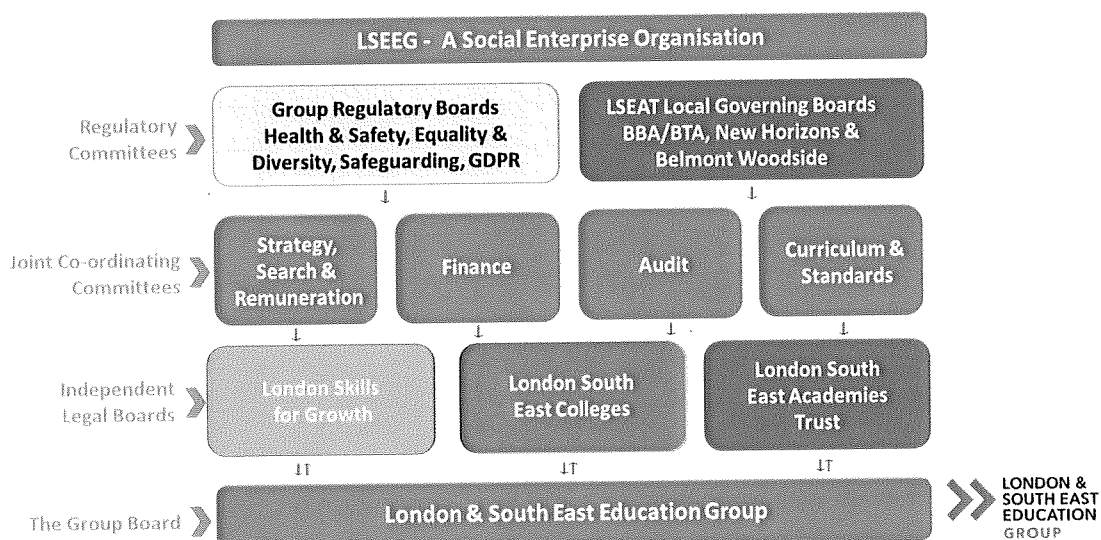 LSEEG - A Social Enterprise Organisation
Regulatory
Committees
Group Regulatory Boards
Health & Safety, Equality &
Diversity, Safeguarding, GDPR
LSEAT Local Governing Boards
BBA/BTA, New Horizons &
Belmont Woodside
Joint Co-ordinating
Committees
Strategy,
Search &
Remuneration
Finance
Audit
Curriculum &
Standards
Independent
Legal Boards
London Skills
for Growth
London South
East Colleges
London South
East Academies
Trust
The Group Board
London & South East Education Group
LONDON &
SOUTH EAST
EDUCATION
GROUP